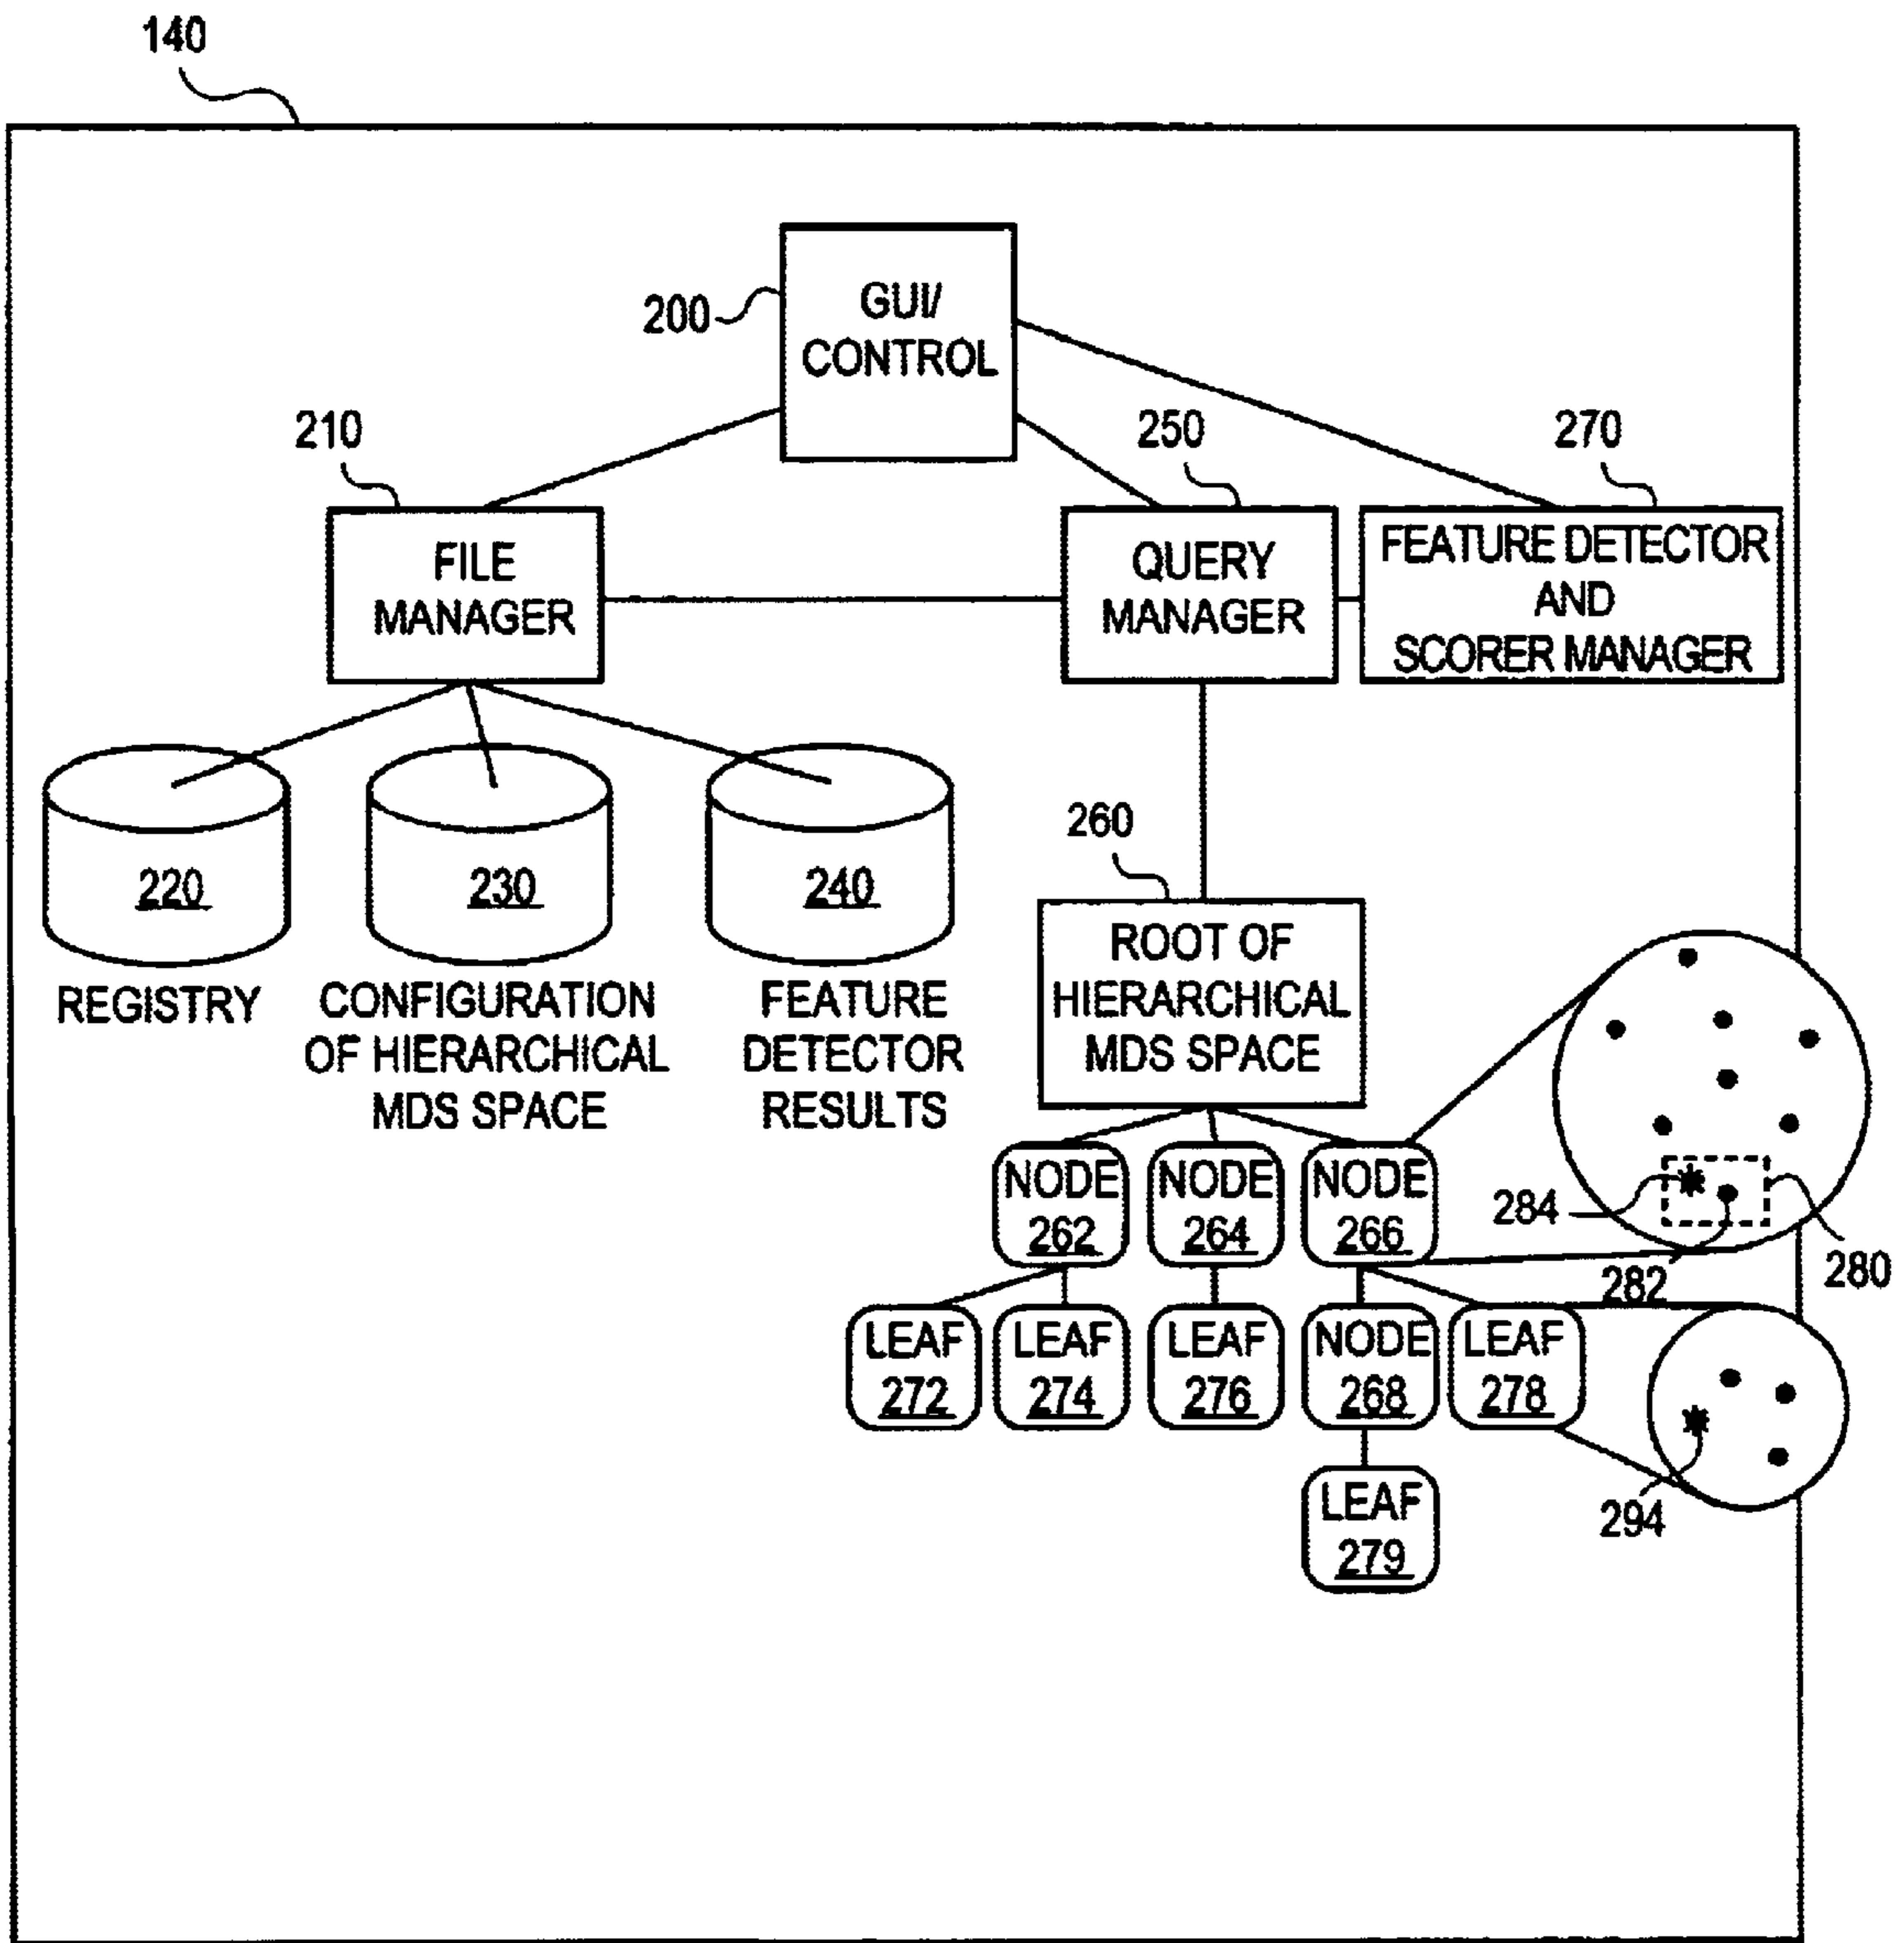 140
200
GUI/
CONTROL
210
250
270
FILE
MANAGER
QUERY
MANAGER
FEATURE DETECTOR
AND
SCORER MANAGER
220
230
240
REGISTRY
CONFIGURATION
OF HIERARCHICAL
MDS SPACE
FEATURE
DETECTOR
RESULTS
260
ROOT OF
HIERARCHICAL
MDS SPACE
NODE
262
NODE
264
NODE
266
284
282
280
LEAF
272
LEAF
274
LEAF
276
NODE
268
LEAF
278
LEAF
279
294